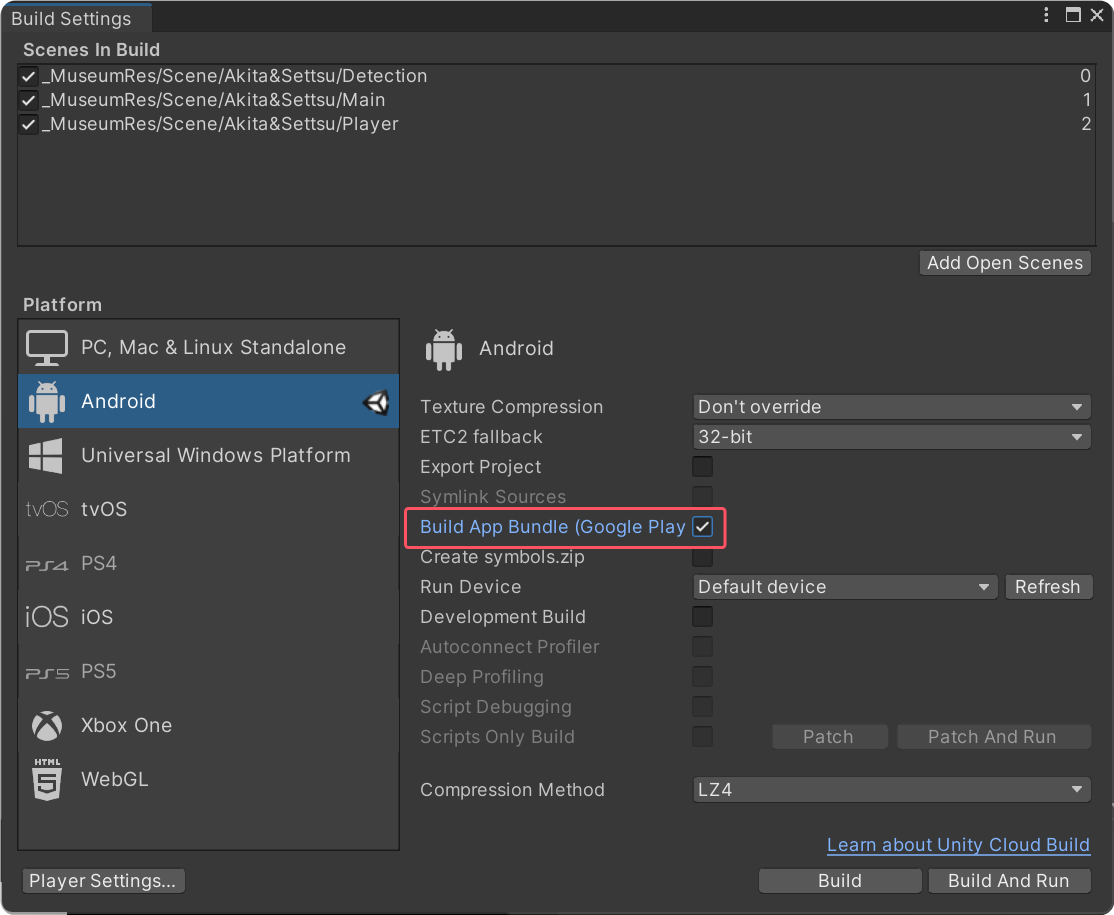 Build Settings
Scenes In Build
_MuseumRes/Scene/Akita&Settsu/Detection 0
_MuseumRes/Scene/Akita&Settsu/Main 1
_MuseumRes/Scene/Akita&Settsu/Player 2
Add Open Scenes
Platform
PC, Mac & Linux Standalone
Android
Universal Windows Platform
tvOS tvOS
PS4 PS4
iOS iOS
PS5 PS5
Xbox One
HTML 5 WebGL
Android
Texture Compression Don't override
ETC2 fallback 32-bit
Export Project
Symlink Sources
Build App Bundle (Google Play
Create symbols.zip
Run Device Default device Refresh
Development Build
Autoconnect Profiler
Deep Profiling
Script Debugging
Scripts Only Build Patch Patch And Run
Compression Method LZ4
Learn about Unity Cloud Build
Player Settings... Build Build And Run